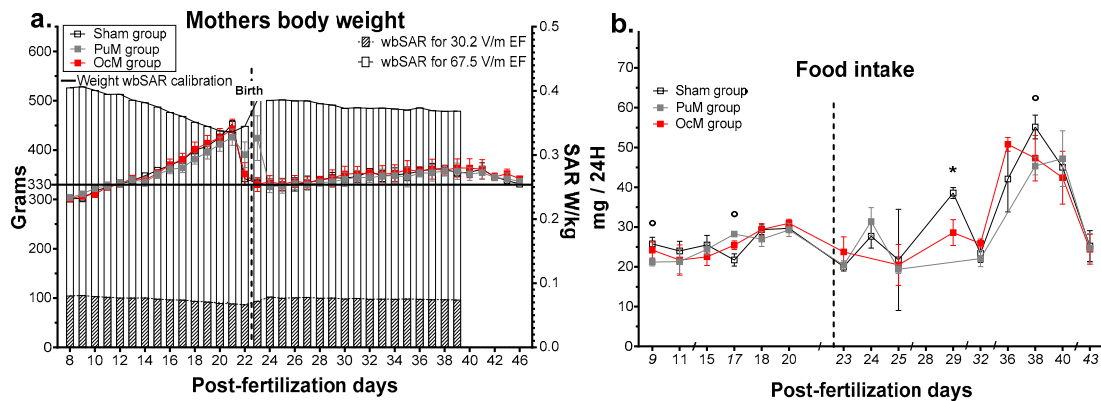 a.
Mothers body weight
Sham group
PuM group
OcM group
wbSAR for 30.2 V/m EF
wbSAR for 67.5 V/m EF
Weight wbSAR calibration
Birth
600
500
400
330
300
200
100
0
Grams
0.5
0.4
0.3
0.2
0.1
0.0
SAR W/kg
8 10 12 14 16 18 20 22 24 26 28 30 32 34 36 38 40 42 44 46
Post-fertilization days
b.
Food intake
Sham group
PuM group
OcM group
70
60
50
40
30
20
10
0
mg / 24H
*
9 11 15 17 18 20 23 24 25 28 29 32 36 38 40 43
Post-fertilization days